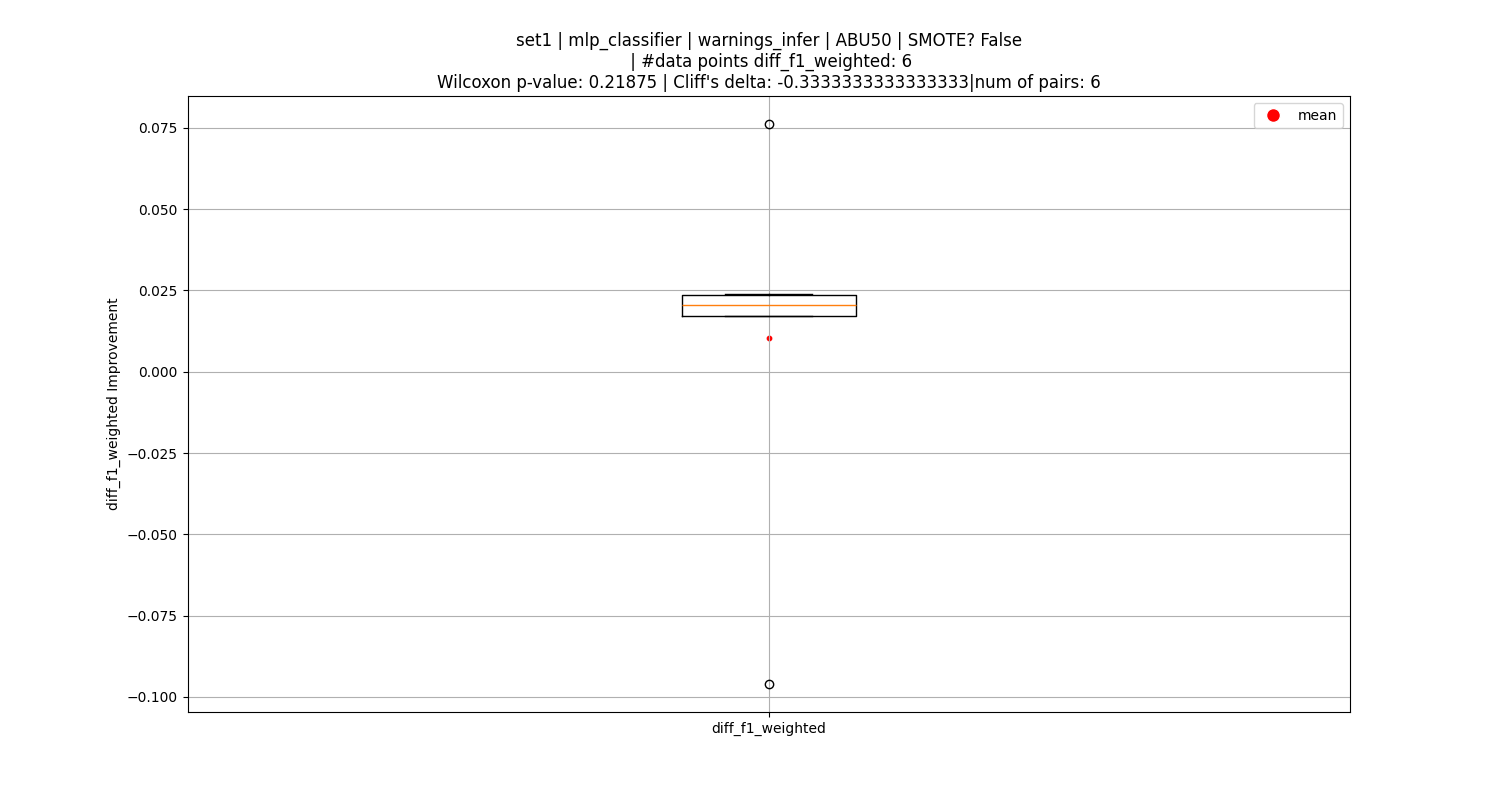 set1 | mlp_classifier | warnings_infer | ABU50 | SMOTE? False
| #data points diff_f1_weighted: 6
Wilcoxon p-value: 0.21875 | Cliff's delta: -0.3333333333333333|num of pairs: 6
mean
0.075
0.050
0.025
0.000
−0.025
−0.050
−0.075
−0.100
diff_f1_weighted Improvement
diff_f1_weighted